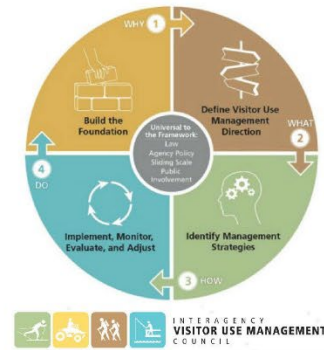 WHY 1
Build the
Foundation
Define Visitor Use
Management
Direction
WHAT
2
Universal to
the Framework:
Law
Agency Policy
Sliding Scale
Public
Involvement
4
DO
Implement, Monitor,
Evaluate, and Adjust
Identify Management
Strategies
3 HOW
INTERAGENCY
VISITOR USE MANAGEMENT
COUNCIL